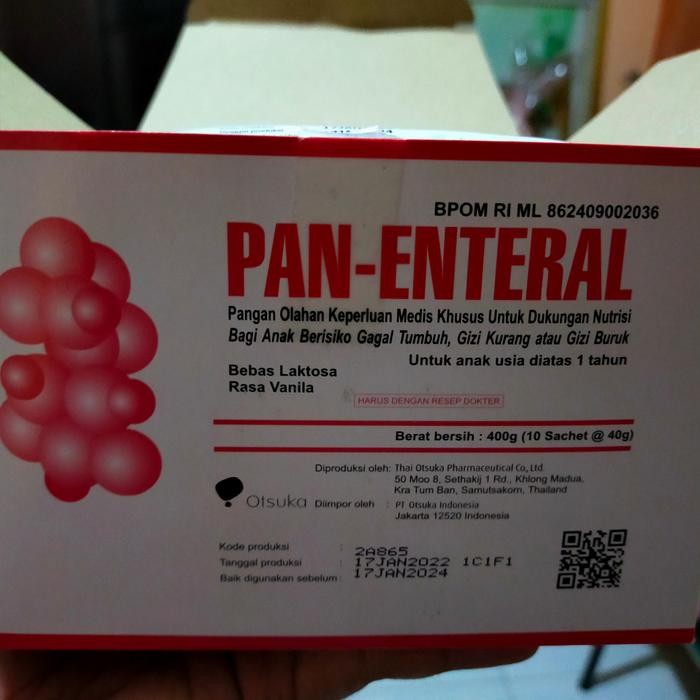 BPOM RI ML 862409002036
PAN-ENTERAL
Pangan Olahan Keperluan Medis Khusus Untuk Dukungan Nutrisi
Bagi Anak Berisiko Gagal Tumbuh, Gizi Kurang atau Gizi Buruk
Untuk anak usia diatas 1 tahun
Bebas Laktosa
Rasa Vanila
HARUS DENGAN RESEP DOKTER
Berat bersih : 400g (10 Sachet @ 40g)
Diproduksi oleh: Thai Otsuka Pharmaceutical Co, Ltd.
50 Moo 8, Sethakij 1 Rd., Khlong Madua,
Kra Tum Ban, Samutsakorn, Thailand
Otsuka Diimpor oleh : PT Otsuka Indonesia
Jakarta 12520 Indonesia
Kode produksi : 2A865
Tanggal produksi : 17JAN2022 1C1F1
Baik digunakan sebelum : 17JAN2024